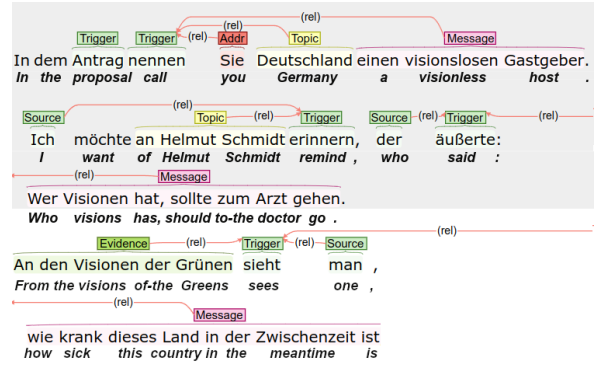 (rel)
Trigger Trigger (rel) Addr (rel) Topic Message
In dem Antrag nennen Sie Deutschland einen visionslosen Gastgeber.
In the proposal call you Germany a visionless host .
(rel)
Source Topic (rel) Trigger Source (rel) Trigger (rel)
Ich möchte an Helmut Schmidt erinnern, der äußerte:
I want of Helmut Schmidt remind , who said :
(rel) Message
Wer Visionen hat, sollte zum Arzt gehen.
Who visions has, should to-the doctor go .
(rel)
Evidence (rel) Trigger (rel) Source
An den Visionen der Grünen sieht man ,
From the visions of-the Greens sees one ,
(rel)
Message
wie krank dieses Land in der Zwischenzeit ist
how sick this country in the meantime is